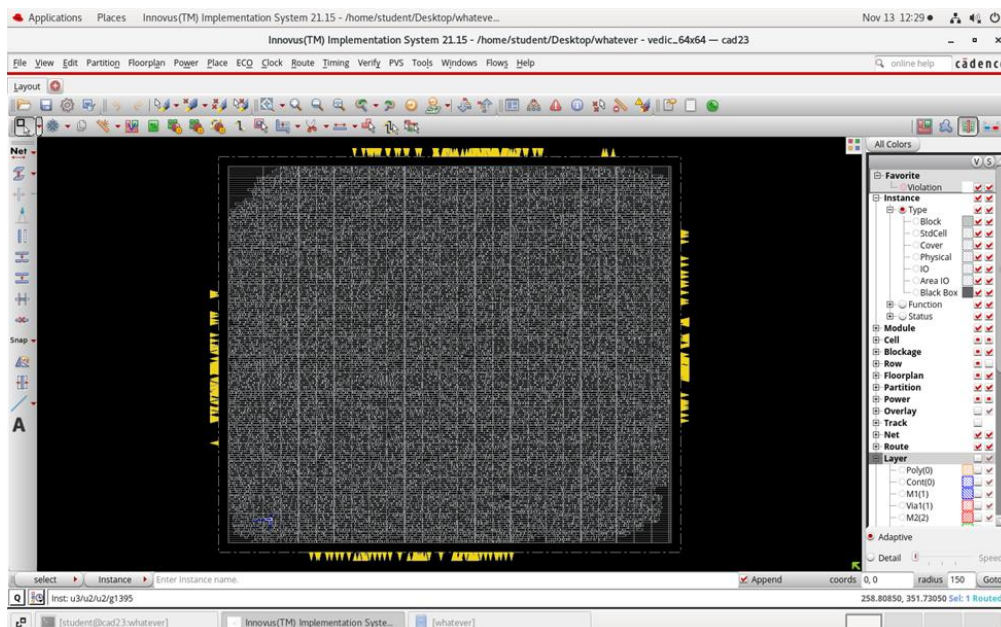 Applications Places Innovus(TM) Implementation System 21.15 - /home/student/Desktop/whateve... Nov 13 12:29
Innovus(TM) Implementation System 21.15 - /home/student/Desktop/whatever - vedic_64x64 — cad23
File View Edit Partition Floorplan Power Place ECO Clock Route Timing Verify PVS Tools Windows Flows Help online help cādence
Layout
All Colors
Net
V S
Favorite
Violation
Instance
Type
Block
StdCell
Cover
Physical
IO
Area IO
Black Box
Function
Status
Module
Cell
Blockage
Row
Floorplan
Partition
Power
Overlay
Track
Net
Route
Layer
Poly(0)
Cont(0)
M1(1)
Via1(1)
M2(2)
Snap
A
Adaptive
Detail Speed
select Instance Enter Instance name. Append coords 0, 0 radius 150 Goto
Q Inst: u3/u2/u2/g1395 258.80850, 351.73050 Sel: 1 Routed
[student@cad23:whatever] Innovus(TM) Implementation Syste... [whatever]